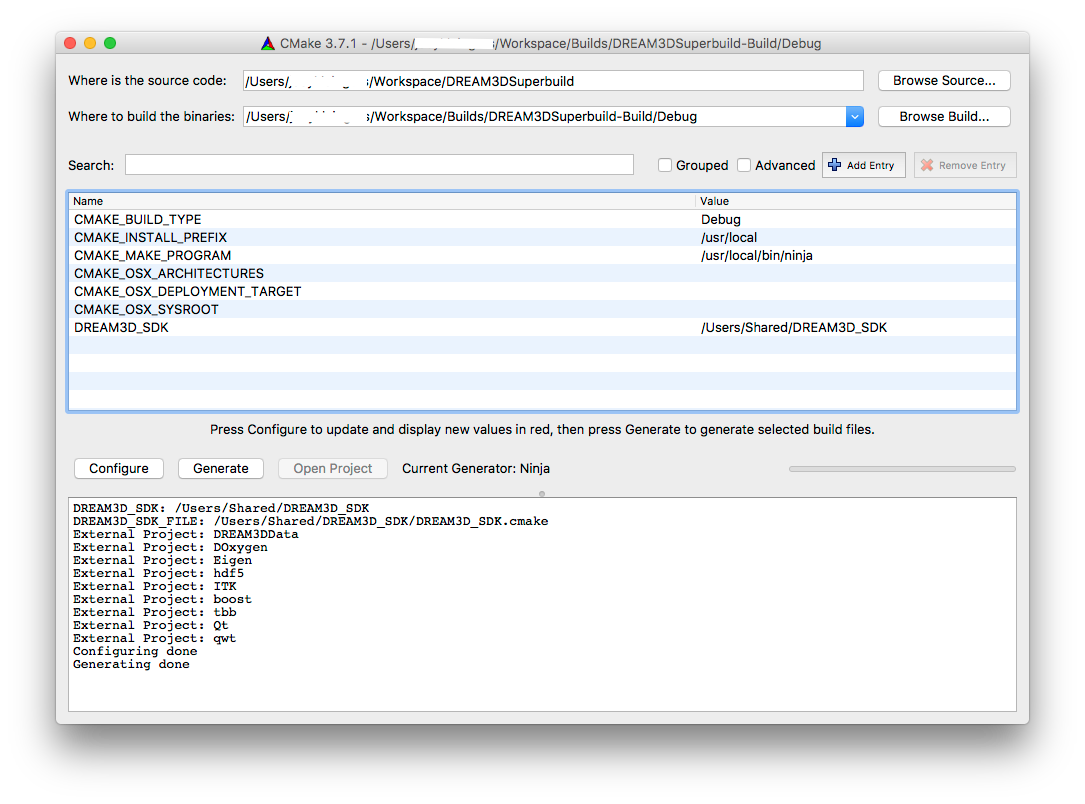 CMake 3.7.1 - /Users/ /Workspace/Builds/DREAM3DSuperbuild-Build/Debug
Where is the source code: /Users/ /Workspace/DREAM3DSuperbuild Browse Source...
Where to build the binaries: /Users/ /Workspace/Builds/DREAM3DSuperbuild-Build/Debug Browse Build...
Search: Grouped Advanced Add Entry Remove Entry
Name Value
CMAKE_BUILD_TYPE Debug
CMAKE_INSTALL_PREFIX /usr/local
CMAKE_MAKE_PROGRAM /usr/local/bin/ninja
CMAKE_OSX_ARCHITECTURES
CMAKE_OSX_DEPLOYMENT_TARGET
CMAKE_OSX_SYSROOT
DREAM3D_SDK /Users/Shared/DREAM3D_SDK
Press Configure to update and display new values in red, then press Generate to generate selected build files.
Configure Generate Open Project Current Generator: Ninja
DREAM3D_SDK: /Users/Shared/DREAM3D_SDK
DREAM3D_SDK_FILE: /Users/Shared/DREAM3D_SDK/DREAM3D_SDK.cmake
External Project: DREAM3DData
External Project: DOxygen
External Project: Eigen
External Project: hdf5
External Project: ITK
External Project: boost
External Project: tbb
External Project: Qt
External Project: qwt
Configuring done
Generating done